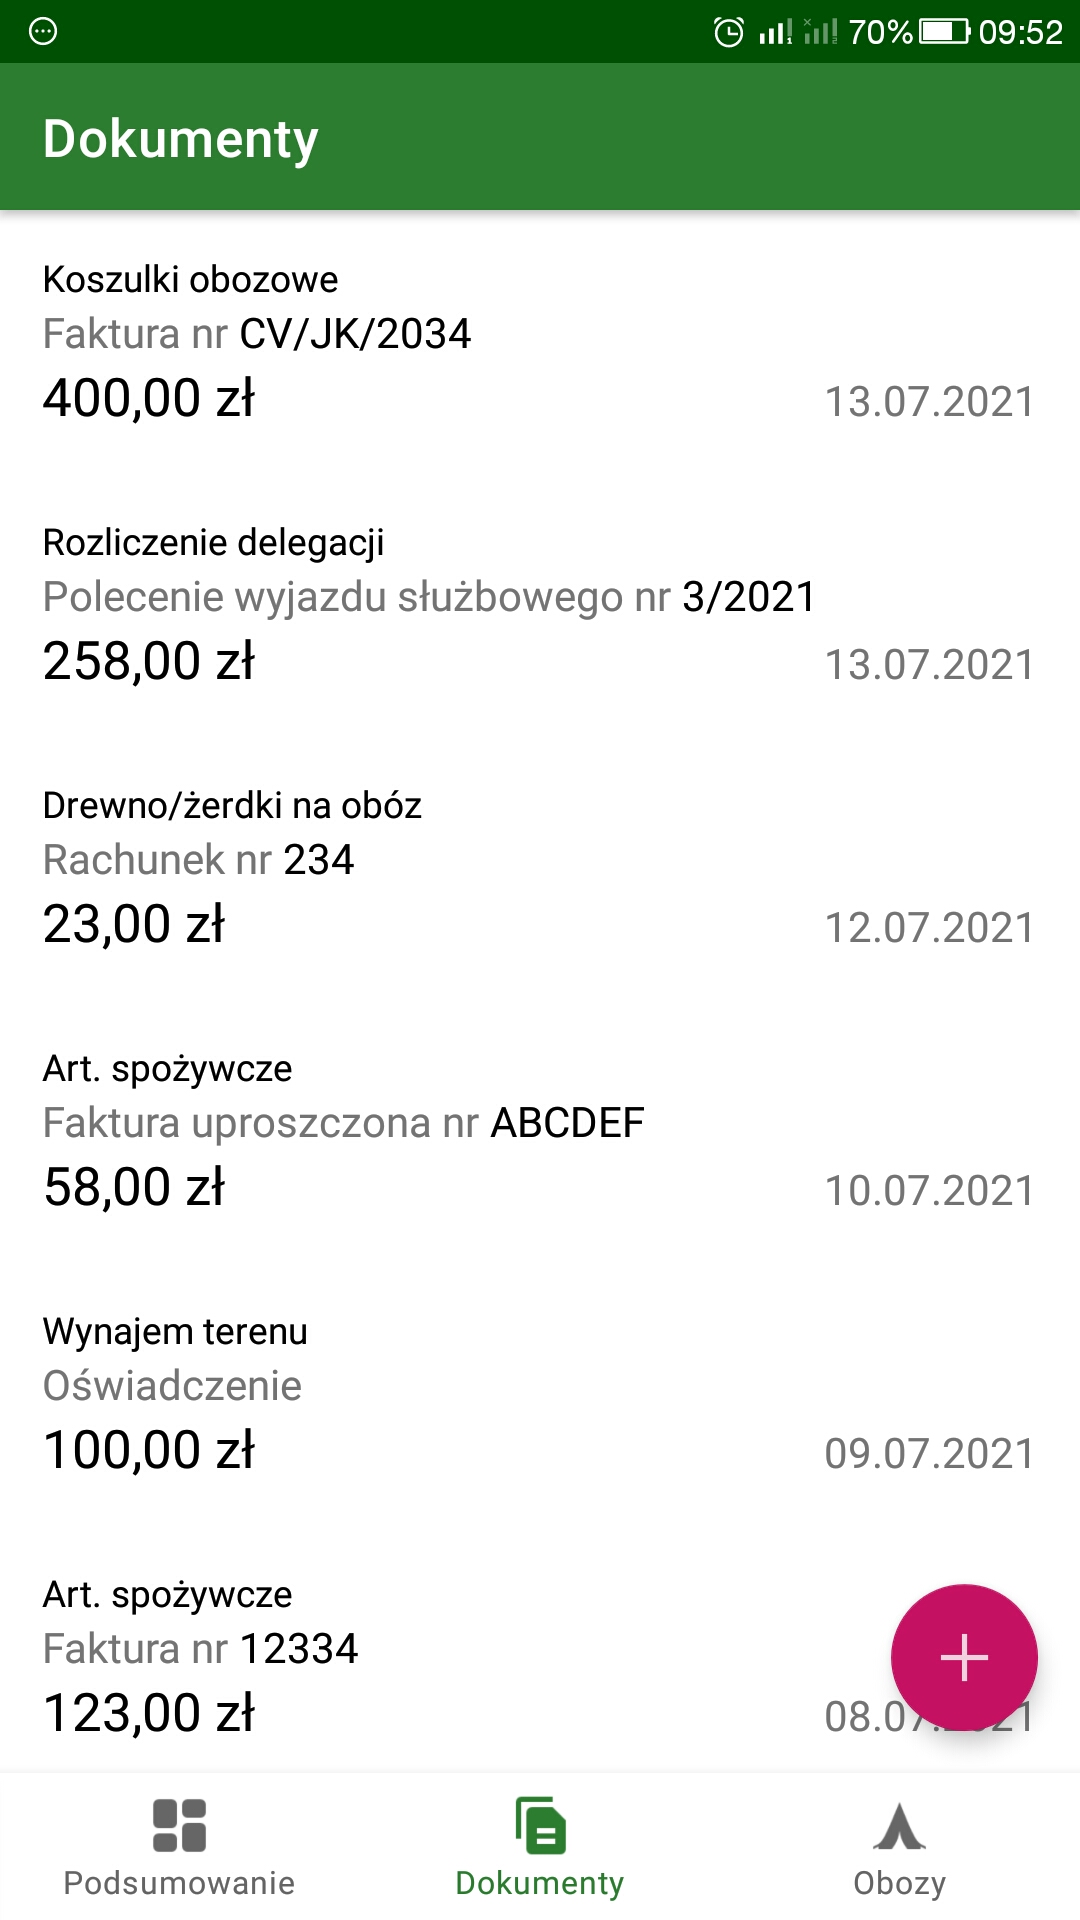 70% 09:52
Dokumenty
Koszulki obozowe
Faktura nr CV/JK/2034
400,00 zł 13.07.2021
Rozliczenie delegacji
Polecenie wyjazdu służbowego nr 3/2021
258,00 zł 13.07.2021
Drewno/żerdki na obóz
Rachunek nr 234
23,00 zł 12.07.2021
Art. spożywcze
Faktura uproszczona nr ABCDEF
58,00 zł 10.07.2021
Wynajem terenu
Oświadczenie
100,00 zł 09.07.2021
Art. spożywcze
Faktura nr 12334
123,00 zł
Podsumowanie Dokumenty Obozy